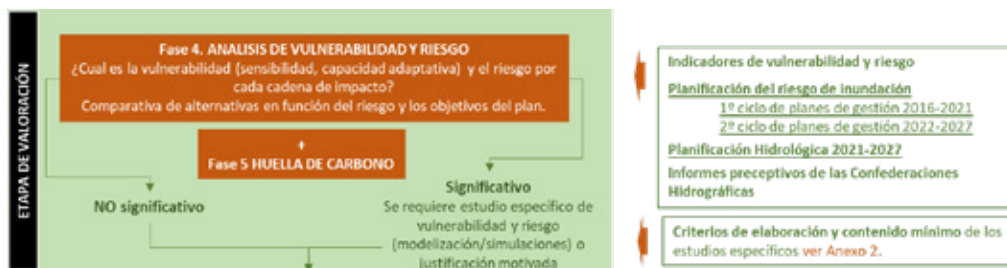 ETAPA DE VALORACIÓN
Fase 4. ANALISIS DE VULNERABILIDAD Y RIESGO
¿Cual es la vulnerabilidad (sensibilidad, capacidad adaptativa) y el riesgo por
cada cadena de impacto?
Comparativa de alternativas en función del riesgo y los objetivos del plan.
+
Fase 5 HUELLA DE CARBONO
NO significativo
Significativo
Se requiere estudio específico de
vulnerabilidad y riesgo
(modelización/simulaciones) o
justificación motivada
Indicadores de vulnerabilidad y riesgo
Planificación del riesgo de inundación
1º ciclo de planes de gestión 2016-2021
2º ciclo de planes de gestión 2022-2027
Planificación Hidrológica 2021-2027
Informes preceptivos de las Confederaciones
Hidrográficas
Criterios de elaboración y contenido mínimo de los
estudios específicos ver Anexo 2.